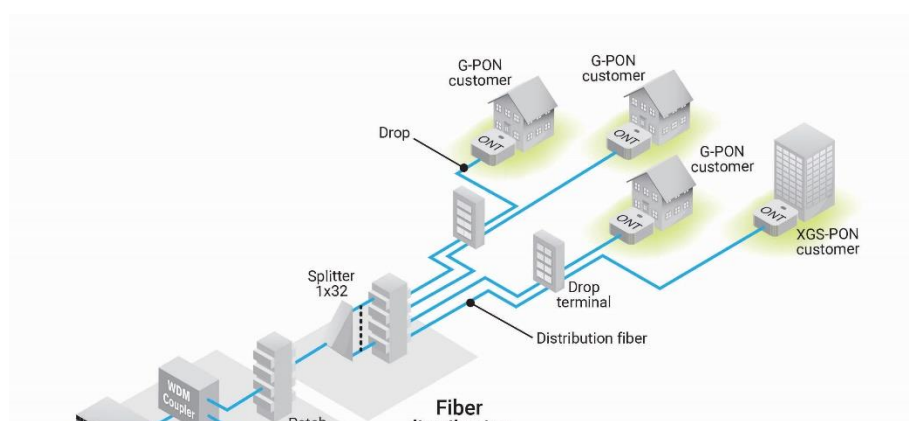 G-PON
customer
G-PON
customer
ONT
ONT
Drop
G-PON
customer
ONT
ONT
XGS-PON
customer
Splitter
1x32
Drop
terminal
Distribution fiber
WDM
Coupler
Fiber